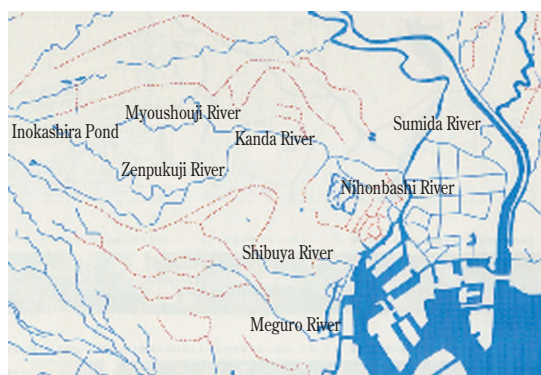 Myoushouji River
Sumida River
Inokashira Pond
Kanda River
Zenpukuji River
Nihonbashi River
Shibuya River
Meguro River